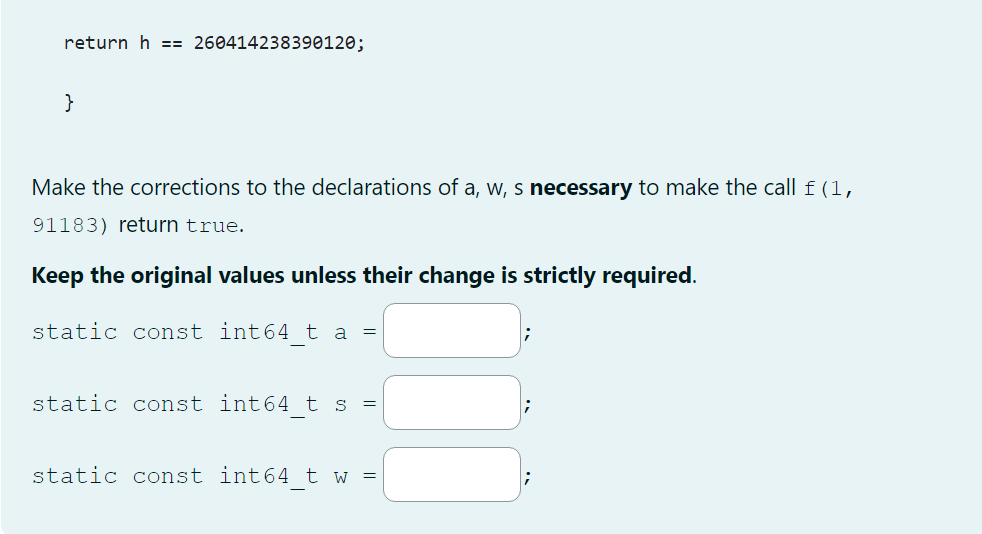 return h == 260414238390120;
}
Make the corrections to the declarations of a, w, s necessary to make the call f(1,
91183) return true.
Keep the original values unless their change is strictly required.
static const int64_t a = ;
static const int64_t s = ;
static const int64_t w = ;